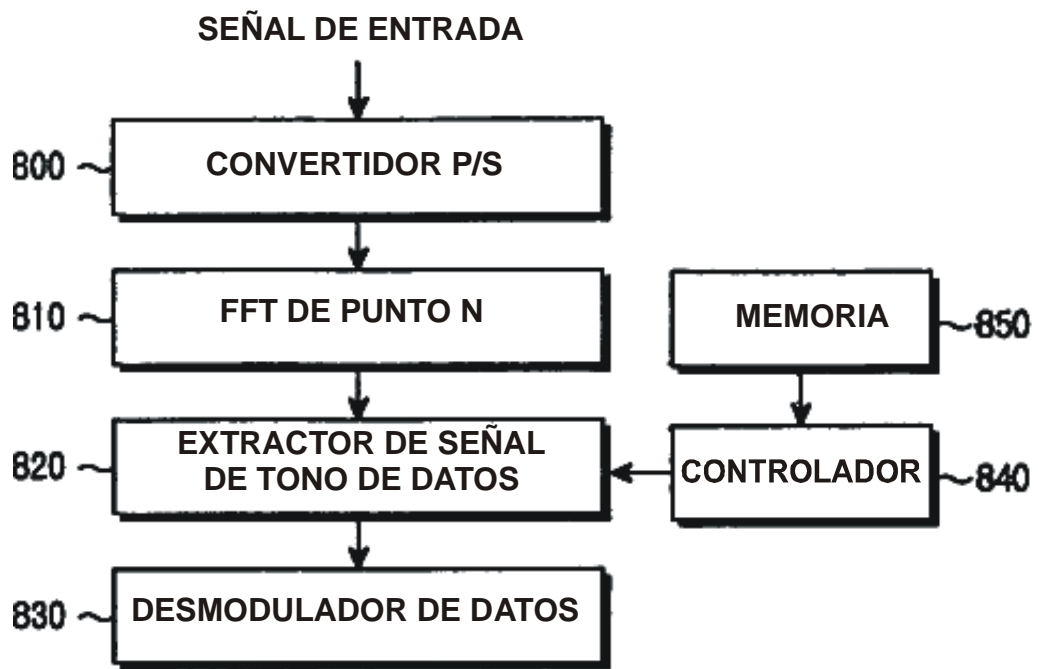 SEÑAL DE ENTRADA
800
CONVERTIDOR P/S
810
FFT DE PUNTO N
MEMORIA
850
820
EXTRACTOR DE SEÑAL
DE TONO DE DATOS
CONTROLADOR
840
830
DESMODULADOR DE DATOS